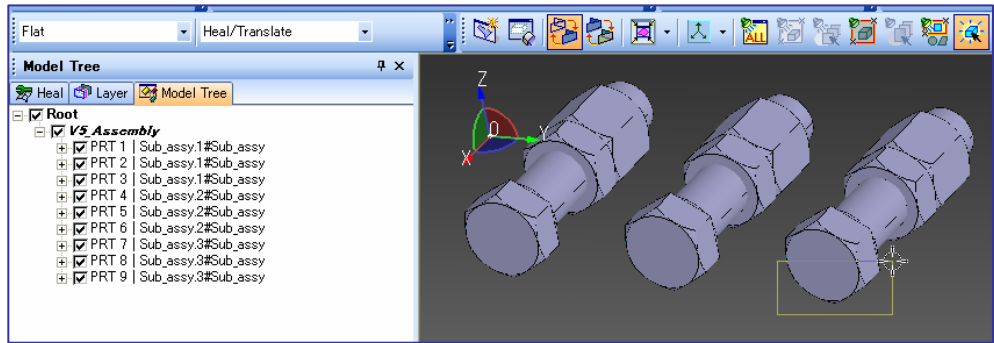 Flat Heal/Translate ALL
Model Tree
Heal Layer Model Tree
Root
V5_Assembly
PRT 1 | Sub_assy.1#Sub_assy
PRT 2 | Sub_assy.1#Sub_assy
PRT 3 | Sub_assy.1#Sub_assy
PRT 4 | Sub_assy.2#Sub_assy
PRT 5 | Sub_assy.2#Sub_assy
PRT 6 | Sub_assy.2#Sub_assy
PRT 7 | Sub_assy.3#Sub_assy
PRT 8 | Sub_assy.3#Sub_assy
PRT 9 | Sub_assy.3#Sub_assy
Z
O
Y
X